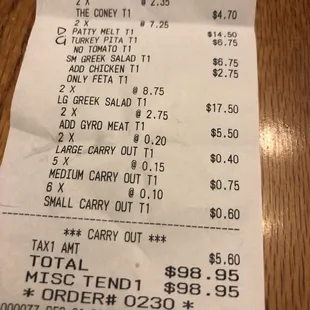 2 X @ 2.35
THE CONEY T1 $4.70
2 X @ 7.25
PATTY MELT T1 $14.50
TURKEY PITA T1 $6.75
NO TOMATO T1
SM GREEK SALAD T1 $6.75
ADD CHICKEN T1 $2.75
ONLY FETA T1
2 X @ 8.75
LG GREEK SALAD T1 $17.50
2 X @ 2.75
ADD GYRO MEAT T1 $5.50
2 X @ 0.20
LARGE CARRY OUT T1 $0.40
5 X @ 0.15
MEDIUM CARRY OUT T1 $0.75
6 X @ 0.10
SMALL CARRY OUT T1 $0.60
*** CARRY OUT ***
TAX1 AMT $5.60
TOTAL $98.95
MISC TEND1 $98.95
* ORDER# 0230 *